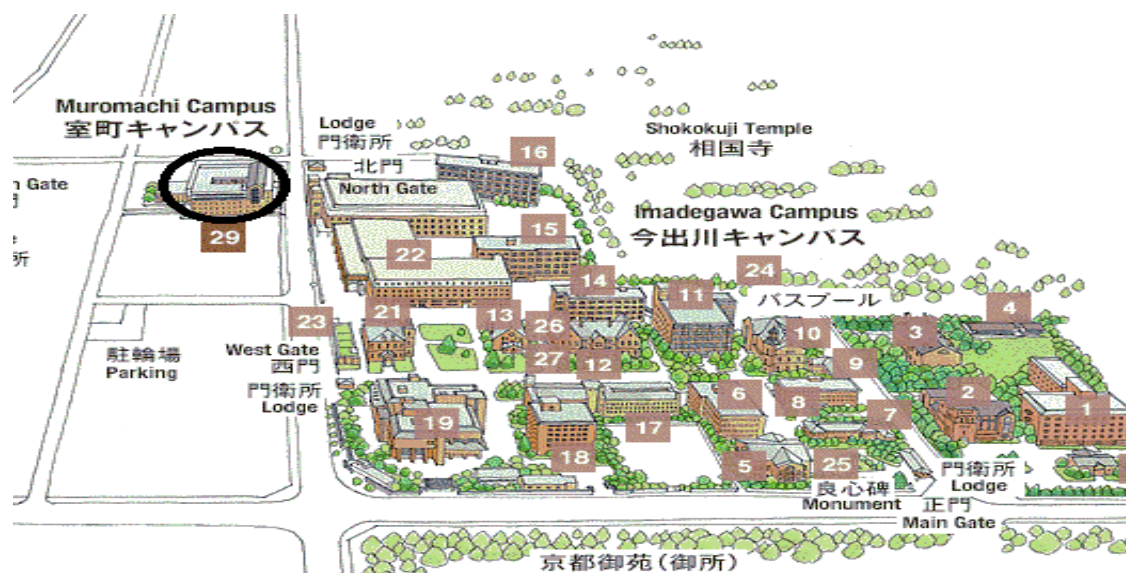 Muromachi Campus
室町キャンパス
Lodge
門衛所
北門
North Gate
Shokokuji Temple
相国寺
Imadegawa Campus
今出川キャンパス
n Gate
門
所
16
29
15
22
14
24
11
バスプール
4
23
21
13
26
10
3
27
12
9
駐輪場
Parking
West Gate
西門
門衛所
Lodge
6
8
2
1
19
17
7
18
5
25
良心碑
Monument
門衛所
Lodge
正門
Main Gate
京都御苑(御所)